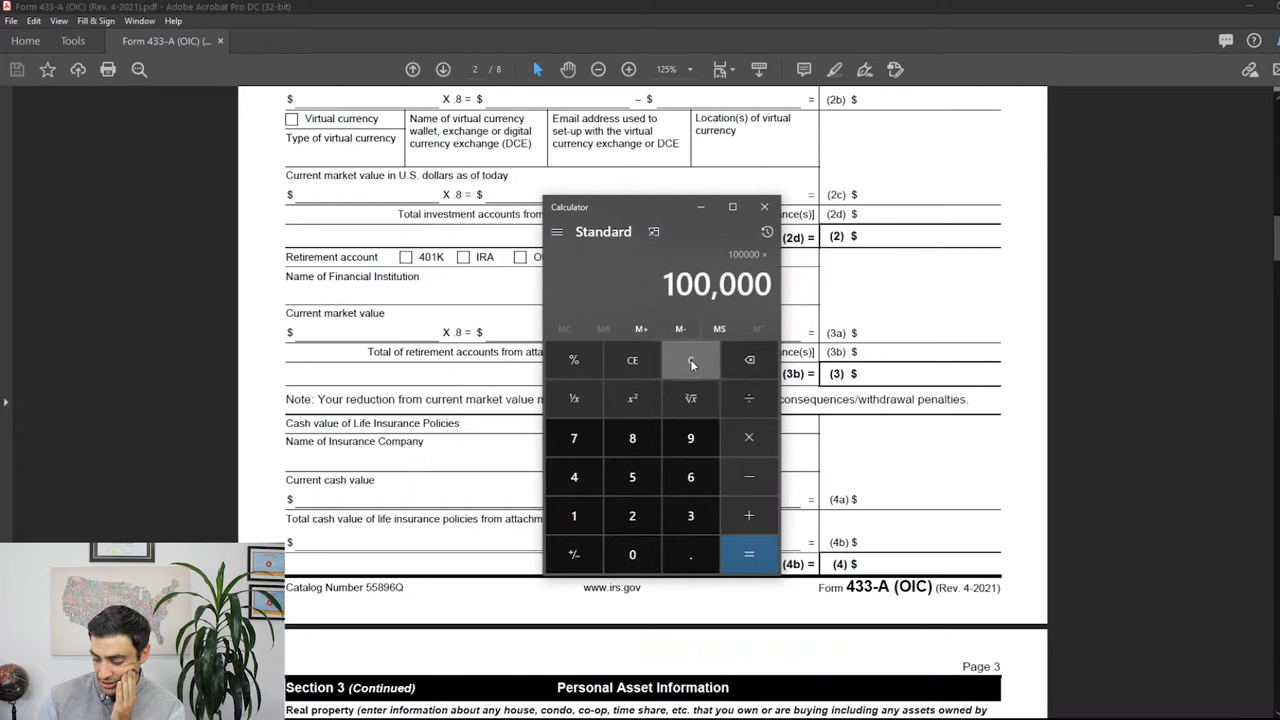 Form 433-A (OIC) (Rev. 4-2021).pdf - Adobe Acrobat Pro DC (32-bit)
File Edit View Fill & Sign Window Help
Home Tools Form 433-A (OIC) (... ×
2 / 8 125%
$ X .8 = $ – $ = (2b) $
Virtual currency
Type of virtual currency
Name of virtual currency
wallet, exchange or digital
currency exchange (DCE)
Email address used to
set-up with the virtual
currency exchange or DCE
Location(s) of virtual
currency
Current market value in U.S. dollars as of today
$ X .8 = $ = (2c) $
Total investment accounts from (2d) $
(2d) = (2) $
Retirement account 401K IRA
Name of Financial Institution
Current market value
$ X .8 = $ = (3a) $
Total of retirement accounts from (3b) $
(3b) = (3) $
Note: Your reduction from current market value consequences/withdrawal penalties.
Cash value of Life Insurance Policies
Name of Insurance Company
Current cash value
$ = (4a) $
Total cash value of life insurance policies from
$ = (4b) $
(4b) = (4) $
Catalog Number 55896Q www.irs.gov Form 433-A (OIC) (Rev. 4-2021)
Page 3
Section 3 (Continued) Personal Asset Information
Real property (enter information about any house, condo, co-op, time share, etc. that you own or are buying including any assets owned by
Calculator
Standard
100000 ×
100,000
MC MR M+ M- MS
% CE C
¹/x x² ²√x ÷
7 8 9 ×
4 5 6 −
1 2 3 +
+/- 0 . =